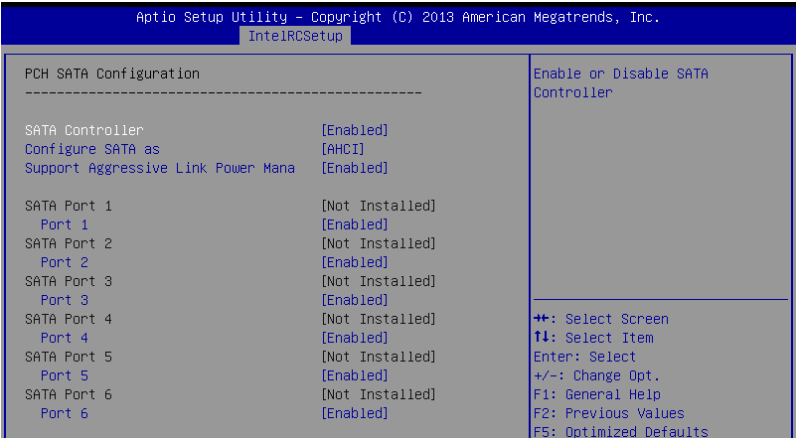 Aptio Setup Utility – Copyright (C) 2013 American Megatrends, Inc.
IntelRCSetup
PCH SATA Configuration
--------------------------------------------------
SATA Controller [Enabled]
Configure SATA as [AHCI]
Support Aggressive Link Power Mana [Enabled]
SATA Port 1 [Not Installed]
Port 1 [Enabled]
SATA Port 2 [Not Installed]
Port 2 [Enabled]
SATA Port 3 [Not Installed]
Port 3 [Enabled]
SATA Port 4 [Not Installed]
Port 4 [Enabled]
SATA Port 5 [Not Installed]
Port 5 [Enabled]
SATA Port 6 [Not Installed]
Port 6 [Enabled]
Enable or Disable SATA
Controller
→←: Select Screen
↑↓: Select Item
Enter: Select
+/-: Change Opt.
F1: General Help
F2: Previous Values
F5: Optimized Defaults